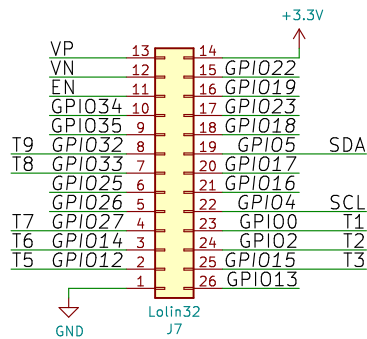 +3.3V
VP 13 14
VN 12 15 GPIO22
EN 11 16 GPIO19
GPIO34 10 17 GPIO23
GPIO35 9 18 GPIO18
T9 GPIO32 8 19 GPIO5 SDA
T8 GPIO33 7 20 GPIO17
GPIO25 6 21 GPIO16
GPIO26 5 22 GPIO4 SCL
T7 GPIO27 4 23 GPIO0 T1
T6 GPIO14 3 24 GPIO2 T2
T5 GPIO12 2 25 GPIO15 T3
1 26 GPIO13
Lolin32
J7
GND